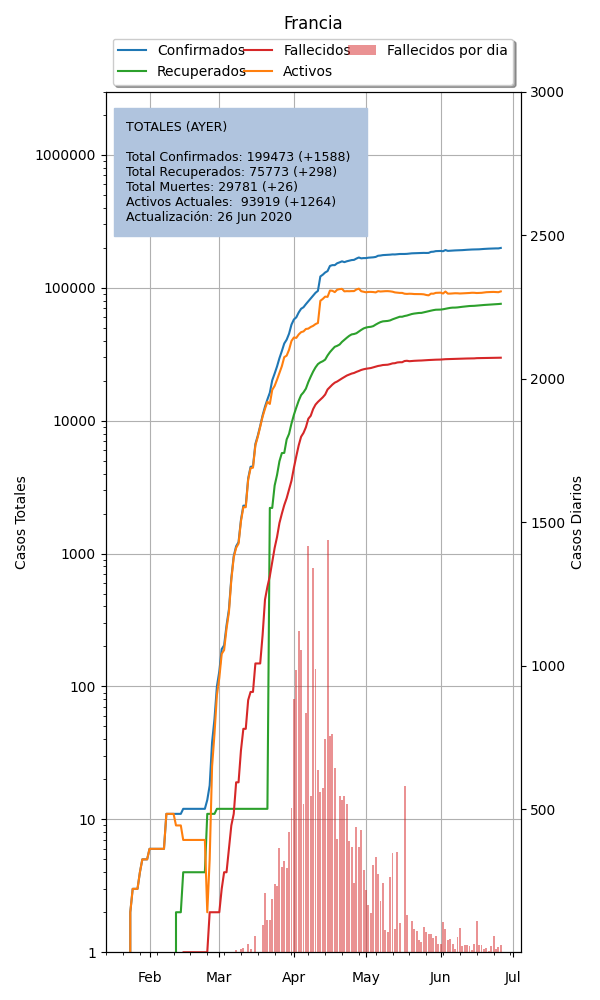 Francia
Confirmados Fallecidos Fallecidos por dia
Recuperados Activos
TOTALES (AYER)
Total Confirmados: 199473 (+1588)
Total Recuperados: 75773 (+298)
Total Muertes: 29781 (+26)
Activos Actuales: 93919 (+1264)
Actualización: 26 Jun 2020
Casos Totales
1000000
100000
10000
1000
100
10
1
3000
2500
2000
1500
1000
500
Casos Diarios
Feb Mar Apr May Jun Jul